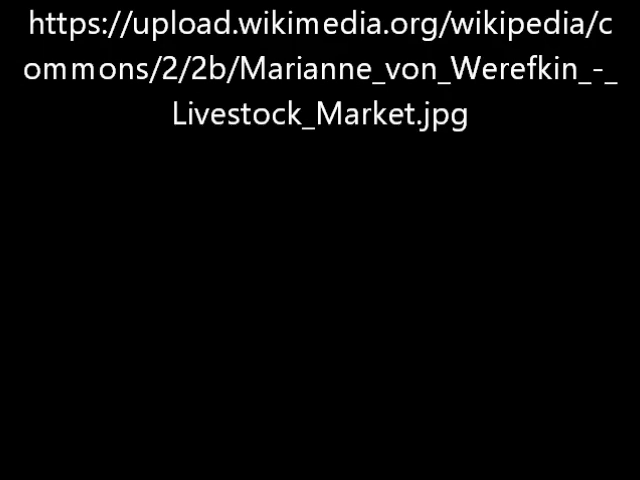 https://upload.wikimedia.org/wikipedia/c
ommons/2/2b/Marianne_von_Werefkin_-_
Livestock_Market.jpg